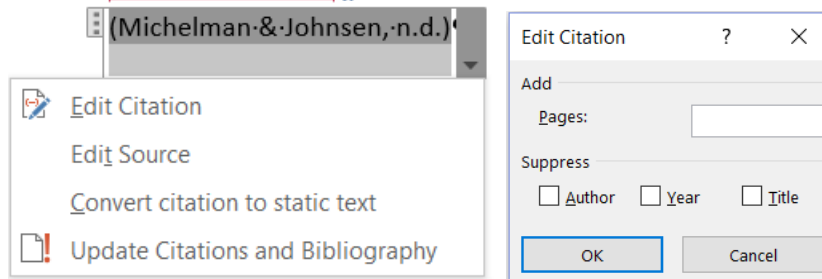 (Michelman·&·Johnsen,·n.d.)
Edit Citation
Edit Source
Convert citation to static text
Update Citations and Bibliography
Edit Citation ? ×
Add
Pages:
Suppress
Author Year Title
OK Cancel